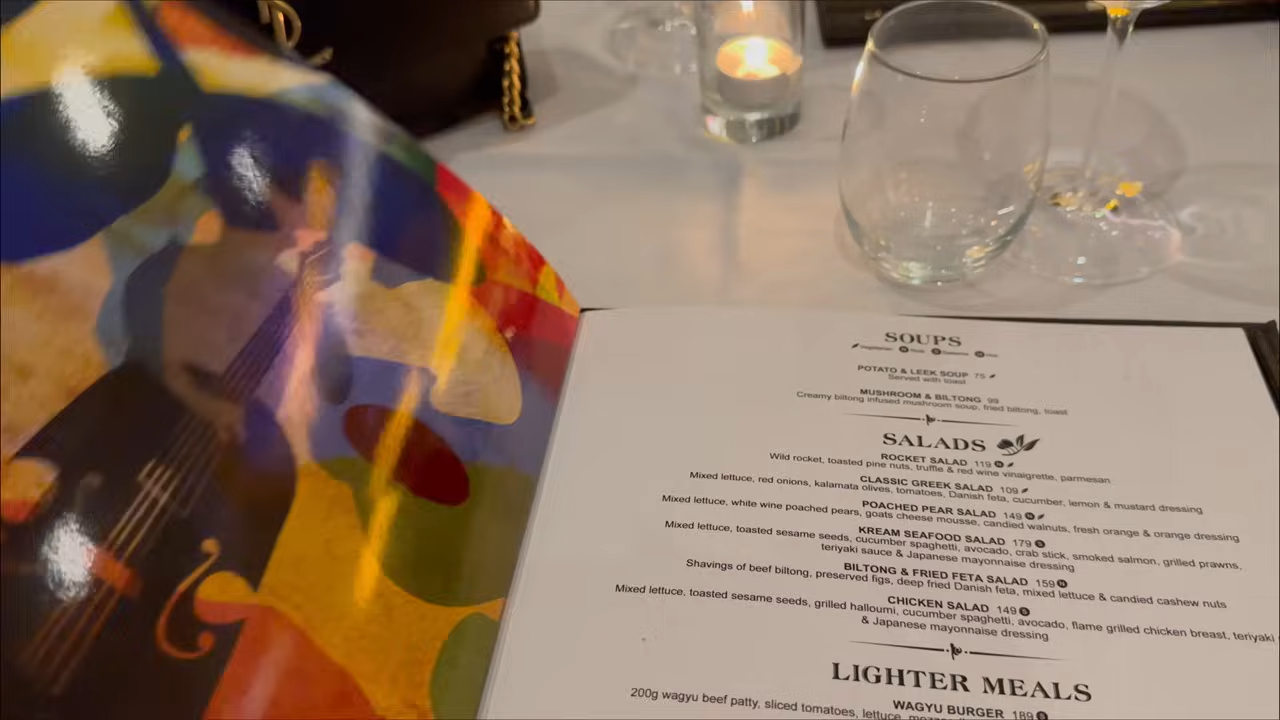 SOUPS
Vegetarian
POTATO & LEEK SOUP 75
Served with toast
MUSHROOM & BILTONG 99
Creamy biltong infused mushroom soup, fried biltong, toast
SALADS
ROCKET SALAD 119 N
Wild rocket, toasted pine nuts, truffle & red wine vinaigrette, parmesan
CLASSIC GREEK SALAD 109
Mixed lettuce, red onions, kalamata olives, tomatoes, Danish feta, cucumber, lemon & mustard dressing
POACHED PEAR SALAD 149 N
Mixed lettuce, white wine poached pears, goats cheese mousse, candied walnuts, fresh orange & orange dressing
KREAM SEAFOOD SALAD 179 S
Mixed lettuce, toasted sesame seeds, cucumber spaghetti, avocado, crab stick, smoked salmon, grilled prawns,
teriyaki sauce & Japanese mayonnaise dressing
BILTONG & FRIED FETA SALAD 159 N
Shavings of beef biltong, preserved figs, deep fried Danish feta, mixed lettuce & candied cashew nuts
CHICKEN SALAD 149 S
Mixed lettuce, toasted sesame seeds, grilled halloumi, cucumber spaghetti, avocado, flame grilled chicken breast, teriyaki
& Japanese mayonnaise dressing
LIGHTER MEALS
WAGYU BURGER 189 S
200g wagyu beef patty, sliced tomatoes, lettuce,